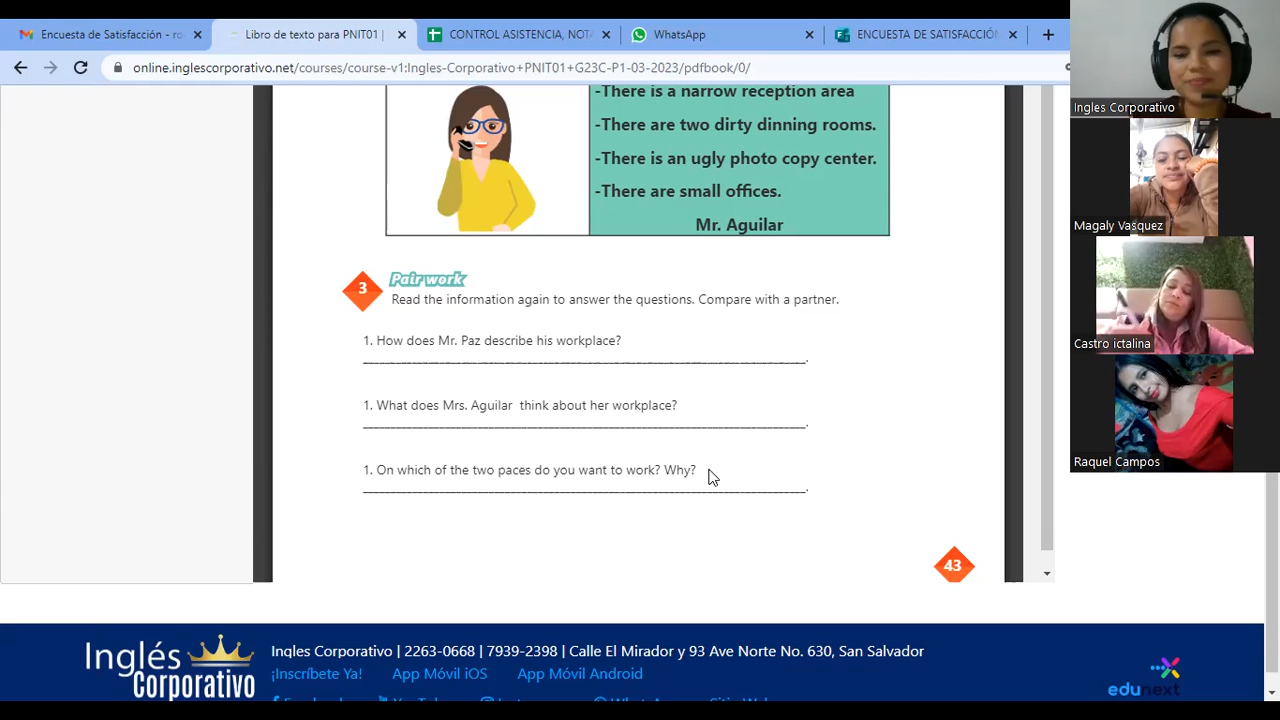 Encuesta de Satisfacción - ro
Libro de texto para PNIT01 |
CONTROL ASISTENCIA, NOTA
WhatsApp
ENCUESTA DE SATISFACCIÓN
online.inglescorporativo.net/courses/course-v1:Ingles-Corporativo+PNIT01+G23C-P1-03-2023/pdfbook/0/
Ingles Corporativo
Magaly Vasquez
Castro ictalina
Raquel Campos
-There is a narrow reception area
-There are two dirty dinning rooms.
-There is an ugly photo copy center.
-There are small offices.
Mr. Aguilar
3
Pair work
Read the information again to answer the questions. Compare with a partner.
1. How does Mr. Paz describe his workplace?
1. What does Mrs. Aguilar think about her workplace?
1. On which of the two paces do you want to work? Why?
43
Inglés
Corporativo
Ingles Corporativo | 2263-0668 | 7939-2398 | Calle El Mirador y 93 Ave Norte No. 630, San Salvador
¡Inscríbete Ya! App Móvil iOS App Móvil Android
edunext